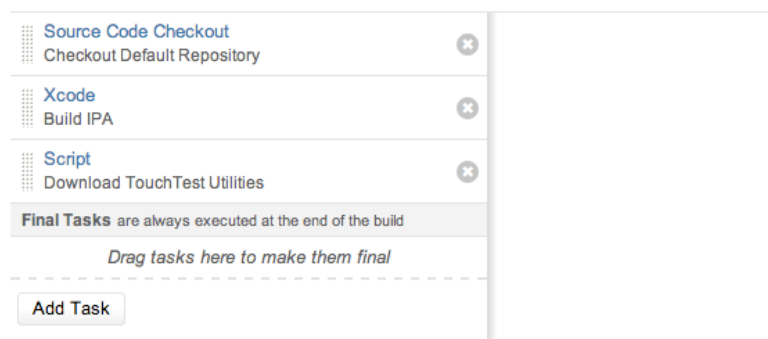 Source Code Checkout
Checkout Default Repository
Xcode
Build IPA
Script
Download TouchTest Utilities
Final Tasks are always executed at the end of the build
Drag tasks here to make them final
Add Task